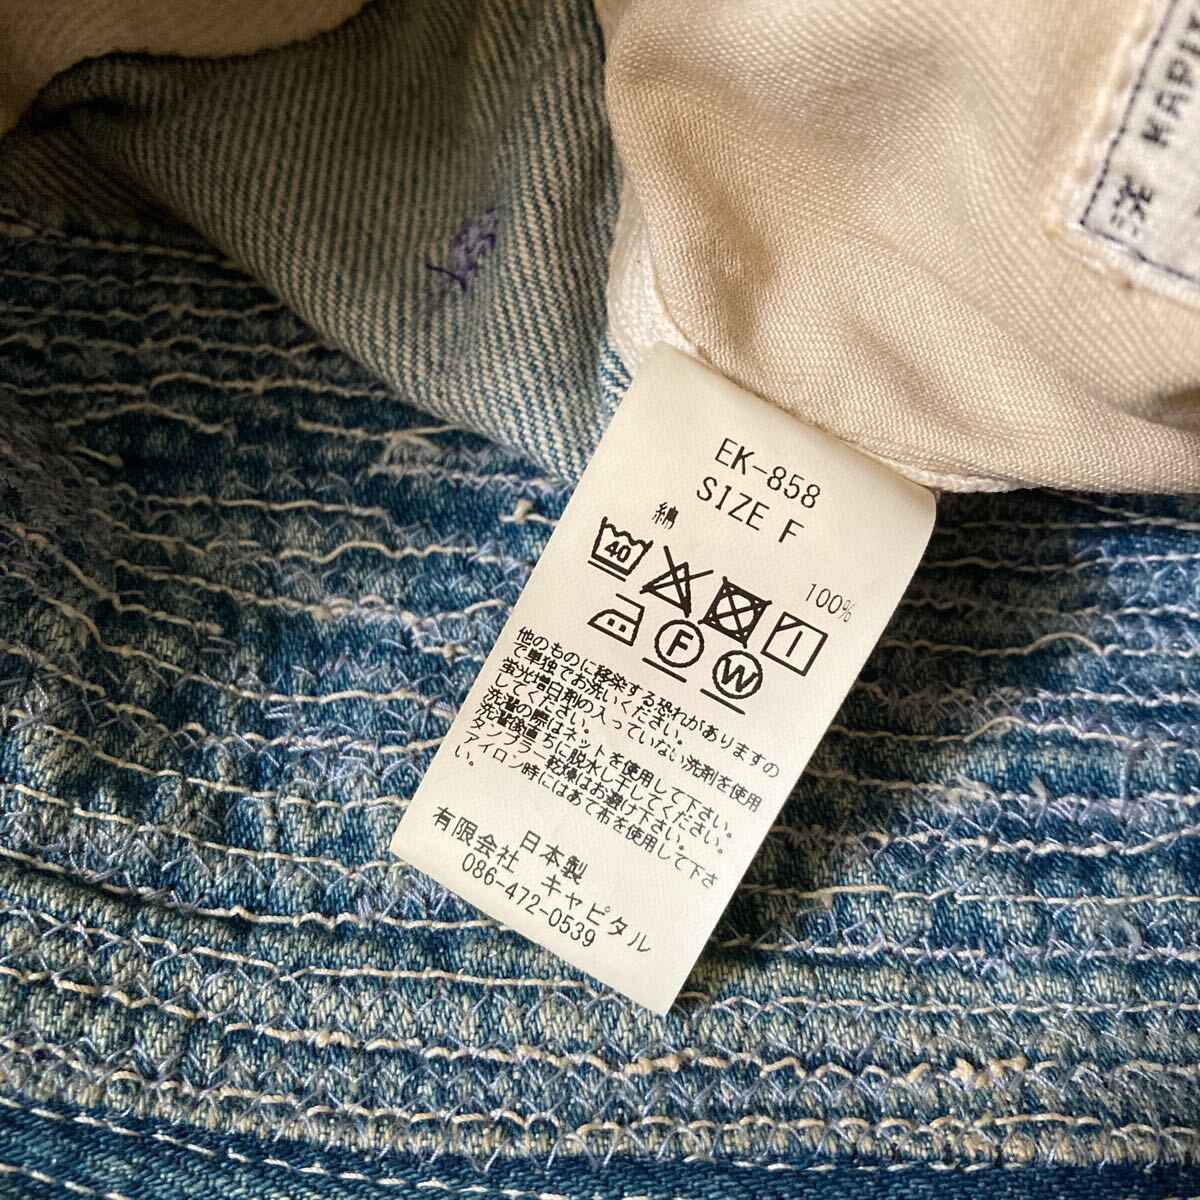 KAPIT
EK-858
SIZE F
綿 100%
40
F
W
他のものに移染する恐れがありますの
で単独でお洗いください。
蛍光増白剤の入っていない洗剤を使用
してください。
洗濯の際はネットを使用して下さい。
洗濯後直ちに脱水し干してください。
タンブラー乾燥はお避け下さい。
アイロン時にはあて布を使用して下さ
い。
日本製
有限会社 キャピタル
086-472-0539